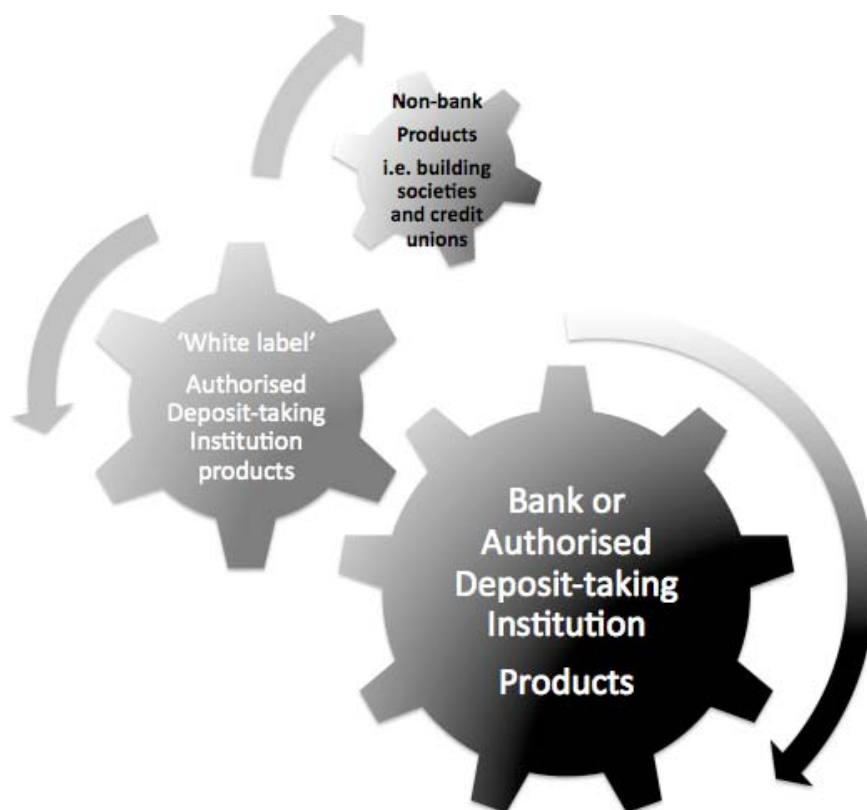 Non-bank
Products
i.e. building
societies
and credit
unions
‘White label’
Authorised
Deposit-taking
Institution
products
Bank or
Authorised
Deposit-taking
Institution
Products